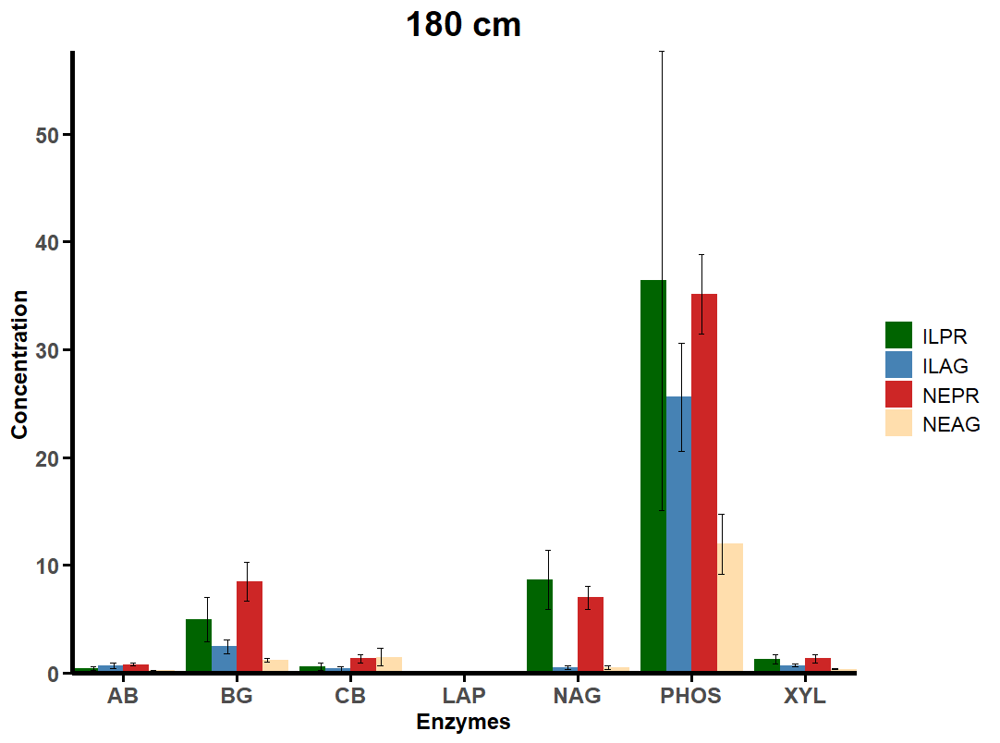 180 cm
Concentration
50
40
30
20
10
0
AB BG CB LAP NAG PHOS XYL
Enzymes
ILPR
ILAG
NEPR
NEAG